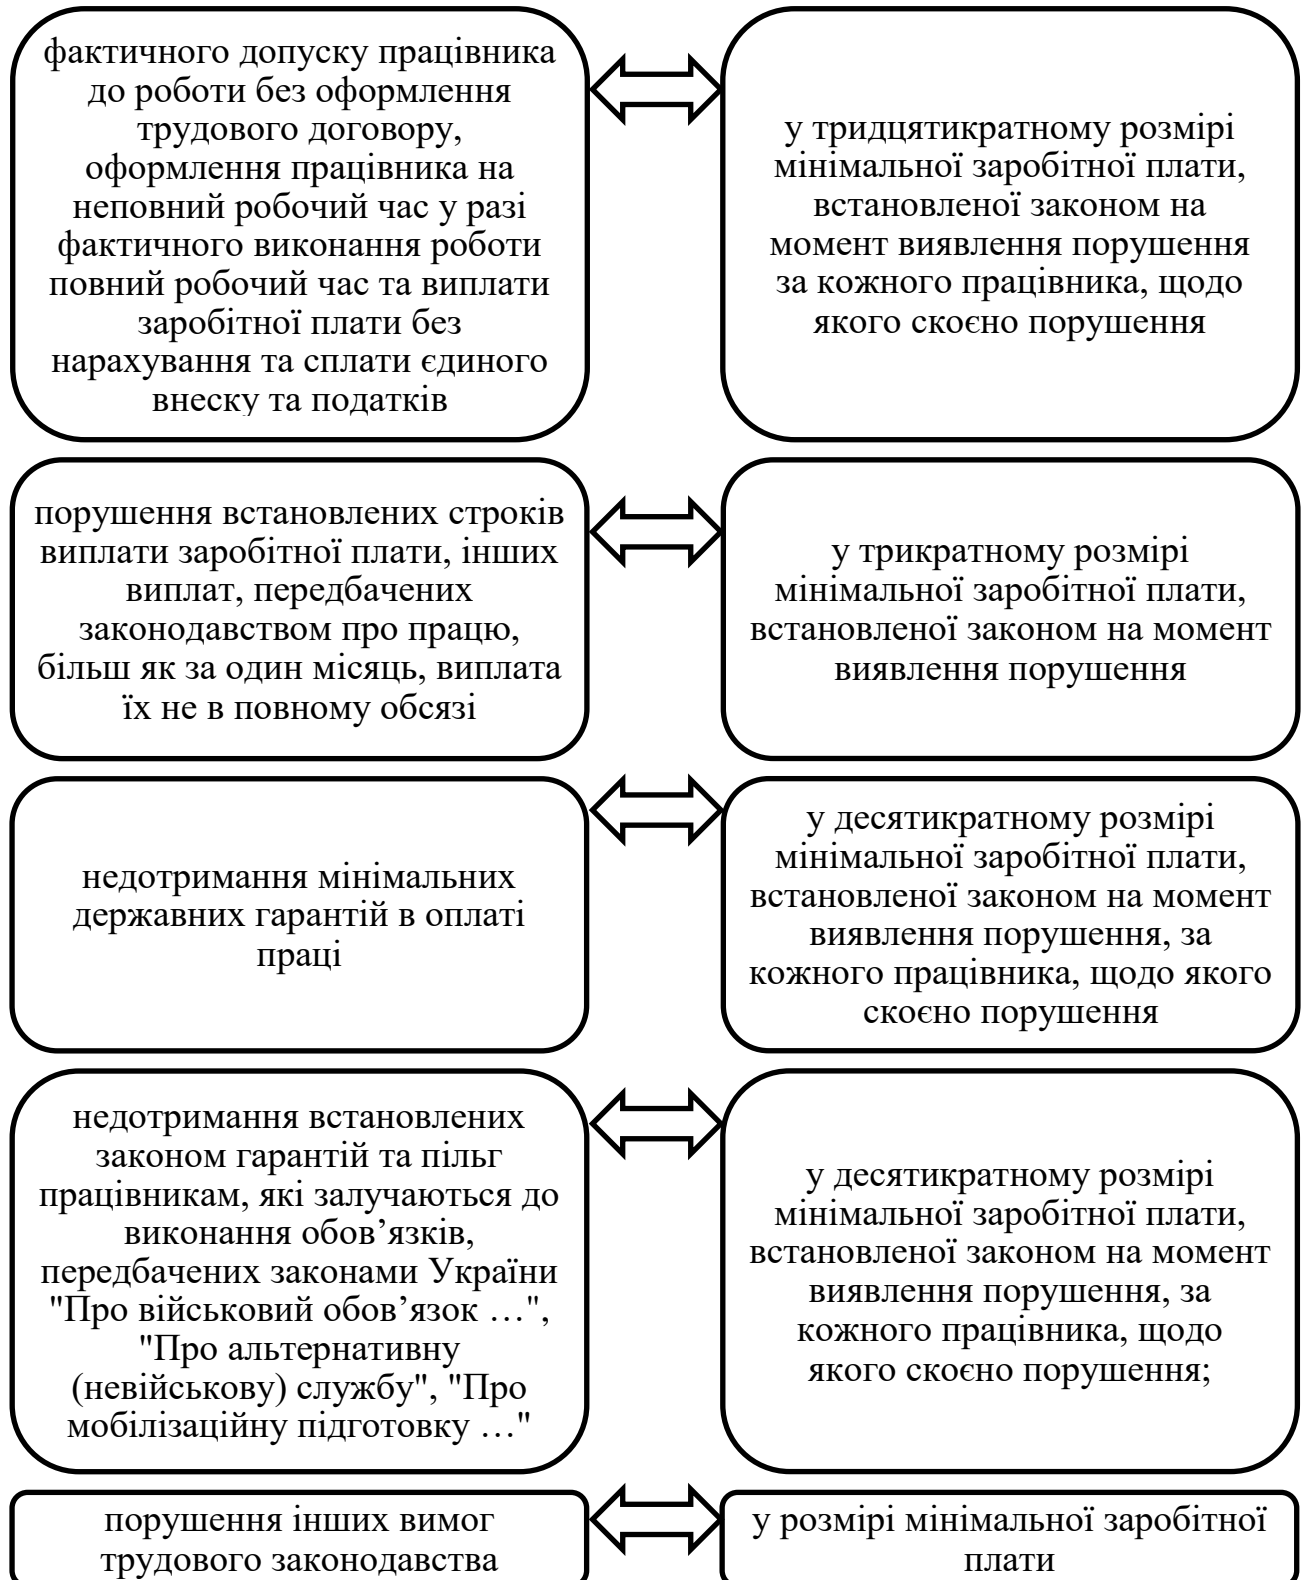 фактичного допуску працівника
до роботи без оформлення
трудового договору,
оформлення працівника на
неповний робочий час у разі
фактичного виконання роботи
повний робочий час та виплати
заробітної плати без
нарахування та сплати єдиного
внеску та податків
у тридцятикратному розмірі
мінімальної заробітної плати,
встановленої законом на
момент виявлення порушення
за кожного працівника, щодо
якого скоєно порушення
порушення встановлених строків
виплати заробітної плати, інших
виплат, передбачених
законодавством про працю,
більш як за один місяць, виплата
їх не в повному обсязі
у трикратному розмірі
мінімальної заробітної плати,
встановленої законом на момент
виявлення порушення
недотримання мінімальних
державних гарантій в оплаті
праці
у десятикратному розмірі
мінімальної заробітної плати,
встановленої законом на момент
виявлення порушення, за
кожного працівника, щодо якого
скоєно порушення
недотримання встановлених
законом гарантій та пільг
працівникам, які залучаються до
виконання обов’язків,
передбачених законами України
"Про військовий обов’язок …",
"Про альтернативну
(невійськову) службу", "Про
мобілізаційну підготовку …"
у десятикратному розмірі
мінімальної заробітної плати,
встановленої законом на момент
виявлення порушення, за
кожного працівника, щодо
якого скоєно порушення;
порушення інших вимог
трудового законодавства
у розмірі мінімальної заробітної
плати